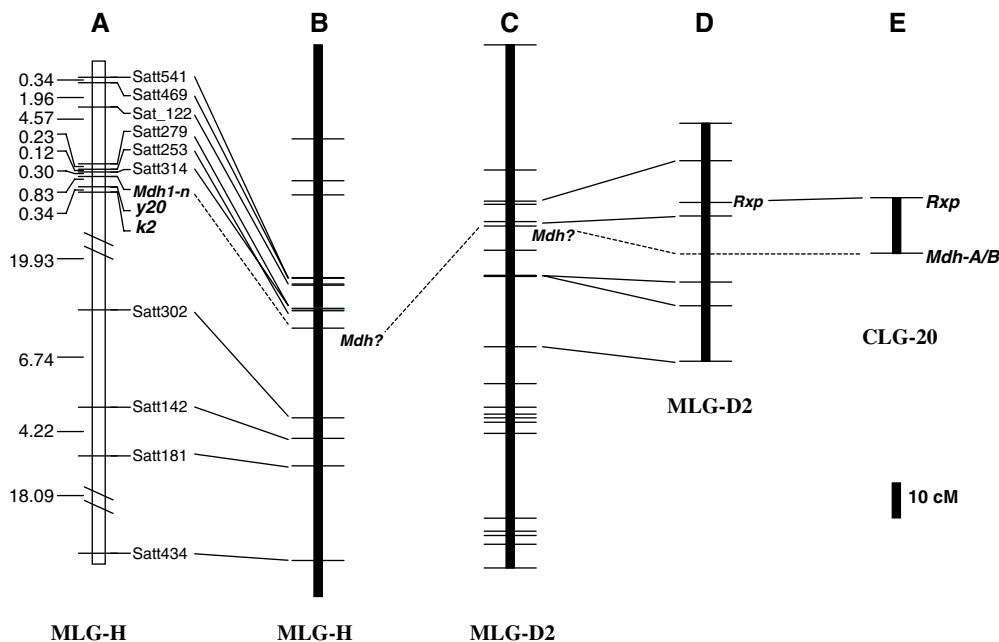 A B C D E
0.34 Satt541
1.96 Satt469
4.57 Sat_122
0.23 Satt279
0.12 Satt253
0.30 Satt314
0.83 Mdh1-n
0.34 y20
k2
Rxp Rxp
Mdh?
Mdh-A/B
19.93
Satt302
Mdh?
CLG-20
6.74
Satt142
MLG-D2
4.22
Satt181
18.09
10 cM
Satt434
MLG-H MLG-H MLG-D2